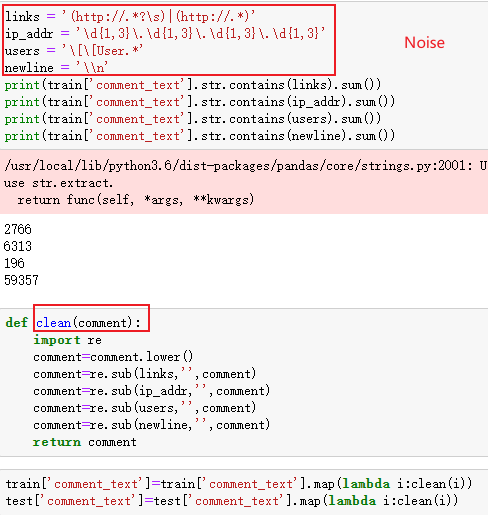 links = '(http://.*?\s)|(http://.*)'
ip_addr = '\d{1,3}\.\d{1,3}\.\d{1,3}\.\d{1,3}'
users = '\[\[User.*'
newline = '\\n'
Noise
print(train['comment_text'].str.contains(links).sum())
print(train['comment_text'].str.contains(ip_addr).sum())
print(train['comment_text'].str.contains(users).sum())
print(train['comment_text'].str.contains(newline).sum())
/usr/local/lib/python3.6/dist-packages/pandas/core/strings.py:2001: U
use str.extract.
return func(self, *args, **kwargs)
2766
6313
196
59357
def clean(comment):
import re
comment=comment.lower()
comment=re.sub(links,'',comment)
comment=re.sub(ip_addr,'',comment)
comment=re.sub(users,'',comment)
comment=re.sub(newline,'',comment)
return comment
train['comment_text']=train['comment_text'].map(lambda i:clean(i))
test['comment_text']=test['comment_text'].map(lambda i:clean(i))